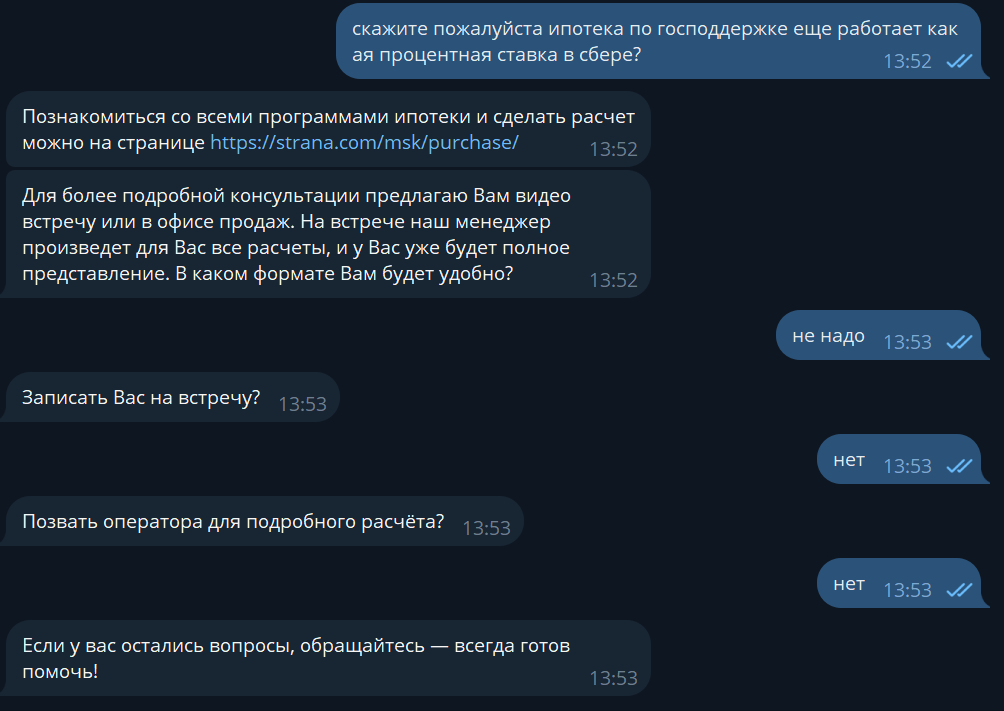 скажите пожалуйста ипотека по господдержке еще работает как
ая процентная ставка в сбере?
13:52
Познакомиться со всеми программами ипотеки и сделать расчет
можно на странице https://strana.com/msk/purchase/
13:52
Для более подробной консультации предлагаю Вам видео
встречу или в офисе продаж. На встрече наш менеджер
произведет для Вас все расчеты, и у Вас уже будет полное
представление. В каком формате Вам будет удобно?
13:52
не надо 13:53
Записать Вас на встречу? 13:53
нет 13:53
Позвать оператора для подробного расчёта? 13:53
нет 13:53
Если у вас остались вопросы, обращайтесь — всегда готов
помочь!
13:53